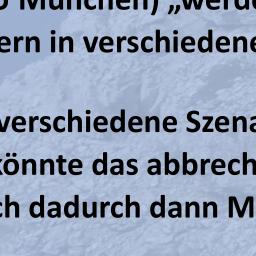 München) „werde
ern in verschiedene
verschiedene Szena
könnte das abbrech
ch dadurch dann M